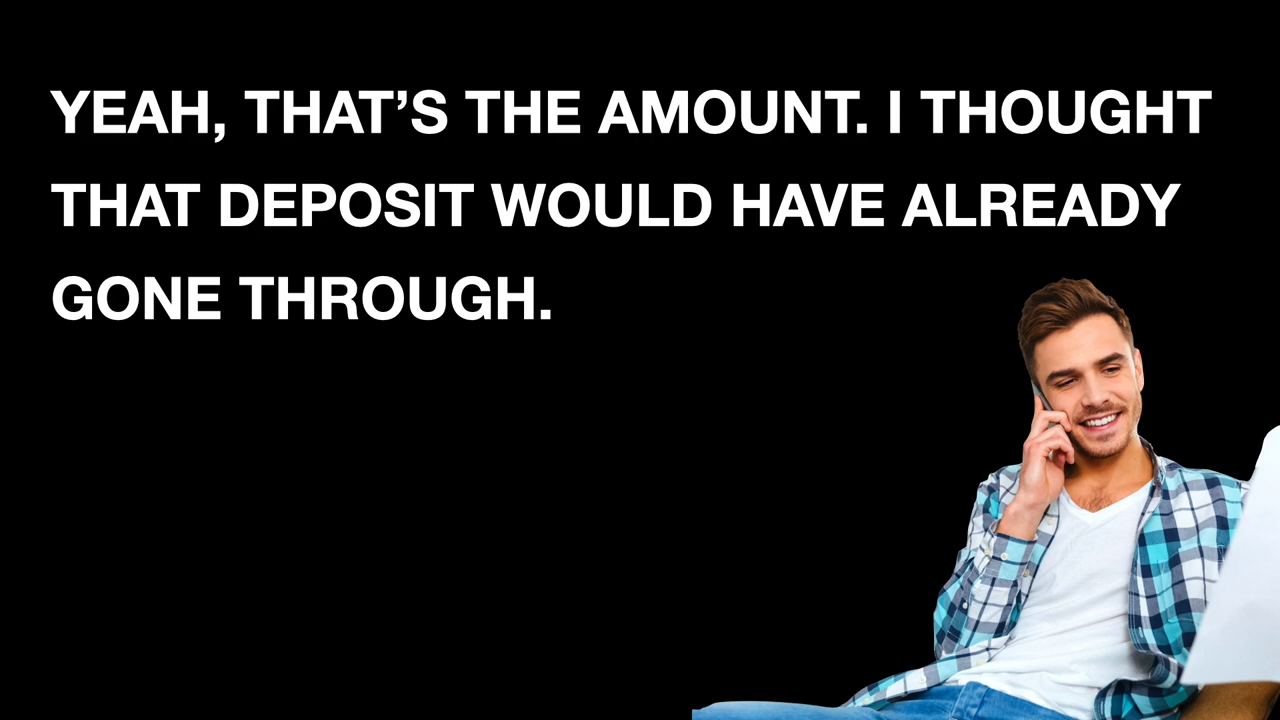 YEAH, THAT’S THE AMOUNT. I THOUGHT
THAT DEPOSIT WOULD HAVE ALREADY
GONE THROUGH.